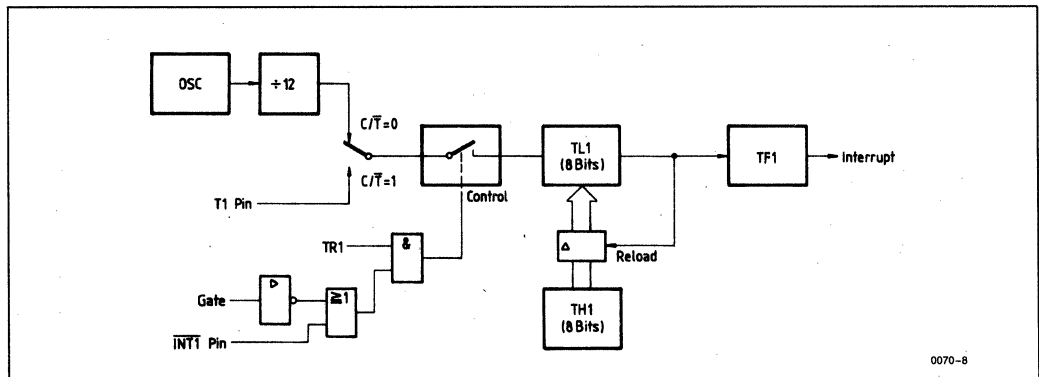 OSC
÷12
C/T̅=0
C/T̅=1
T1 Pin
Control
TL1
(8 Bits)
TF1
Interrupt
TR1
&
Reload
Gate
≧1
I̅N̅T̅1̅ Pin
TH1
(8 Bits)
0070-8